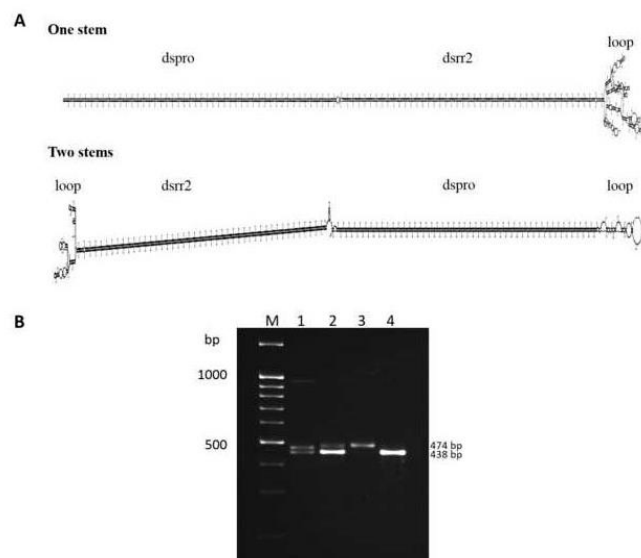 A
One stem
dspro dsrr2 loop
Two stems
loop dsrr2 dspro loop
B
M 1 2 3 4
bp
1000
500
474 bp
438 bp